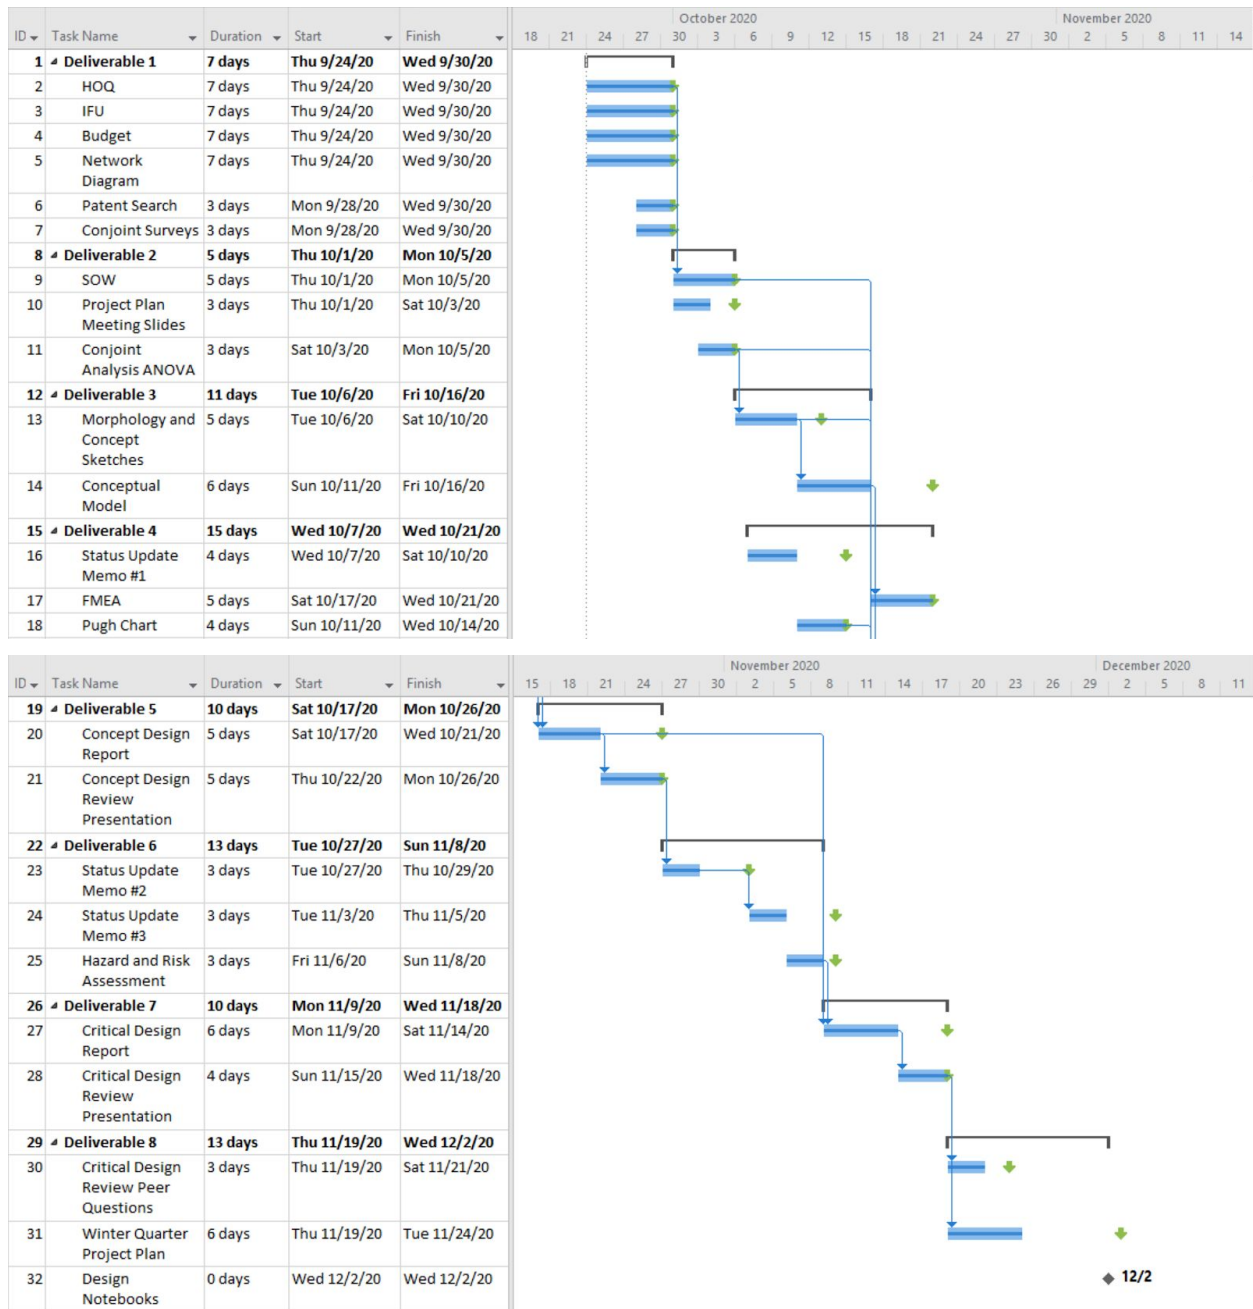 October 2020 November 2020
ID Task Name Duration Start Finish 18 21 24 27 30 3 6 9 12 15 18 21 24 27 30 2 5 8 11 14
1 Deliverable 1 7 days Thu 9/24/20 Wed 9/30/20
2 HOQ 7 days Thu 9/24/20 Wed 9/30/20
3 IFU 7 days Thu 9/24/20 Wed 9/30/20
4 Budget 7 days Thu 9/24/20 Wed 9/30/20
5 Network 7 days Thu 9/24/20 Wed 9/30/20
Diagram
6 Patent Search 3 days Mon 9/28/20 Wed 9/30/20
7 Conjoint Surveys 3 days Mon 9/28/20 Wed 9/30/20
8 Deliverable 2 5 days Thu 10/1/20 Mon 10/5/20
9 SOW 5 days Thu 10/1/20 Mon 10/5/20
10 Project Plan 3 days Thu 10/1/20 Sat 10/3/20
Meeting Slides
11 Conjoint 3 days Sat 10/3/20 Mon 10/5/20
Analysis ANOVA
12 Deliverable 3 11 days Tue 10/6/20 Fri 10/16/20
13 Morphology and 5 days Tue 10/6/20 Sat 10/10/20
Concept
Sketches
14 Conceptual 6 days Sun 10/11/20 Fri 10/16/20
Model
15 Deliverable 4 15 days Wed 10/7/20 Wed 10/21/20
16 Status Update 4 days Wed 10/7/20 Sat 10/10/20
Memo #1
17 FMEA 5 days Sat 10/17/20 Wed 10/21/20
18 Pugh Chart 4 days Sun 10/11/20 Wed 10/14/20
November 2020 December 2020
ID Task Name Duration Start Finish 15 18 21 24 27 30 2 5 8 11 14 17 20 23 26 29 2 5 8 11
19 Deliverable 5 10 days Sat 10/17/20 Mon 10/26/20
20 Concept Design 5 days Sat 10/17/20 Wed 10/21/20
Report
21 Concept Design 5 days Thu 10/22/20 Mon 10/26/20
Review
Presentation
22 Deliverable 6 13 days Tue 10/27/20 Sun 11/8/20
23 Status Update 3 days Tue 10/27/20 Thu 10/29/20
Memo #2
24 Status Update 3 days Tue 11/3/20 Thu 11/5/20
Memo #3
25 Hazard and Risk 3 days Fri 11/6/20 Sun 11/8/20
Assessment
26 Deliverable 7 10 days Mon 11/9/20 Wed 11/18/20
27 Critical Design 6 days Mon 11/9/20 Sat 11/14/20
Report
28 Critical Design 4 days Sun 11/15/20 Wed 11/18/20
Review
Presentation
29 Deliverable 8 13 days Thu 11/19/20 Wed 12/2/20
30 Critical Design 3 days Thu 11/19/20 Sat 11/21/20
Review Peer
Questions
31 Winter Quarter 6 days Thu 11/19/20 Tue 11/24/20
Project Plan
32 Design 0 days Wed 12/2/20 Wed 12/2/20 12/2
Notebooks